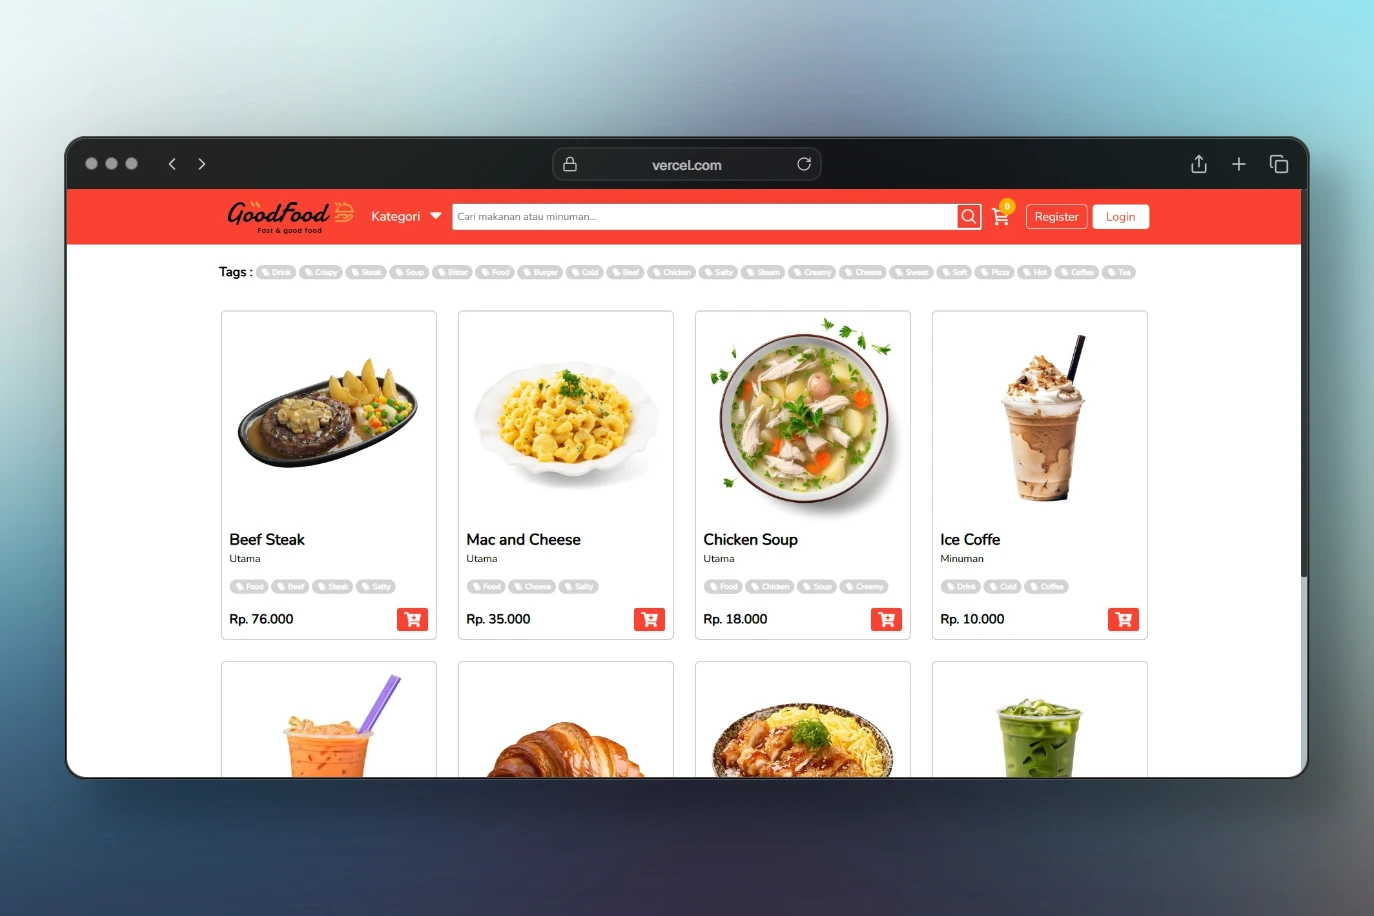 vercel.com
GoodFood
Fast & good food
Kategori
Cari makanan atau minuman...
0
Register
Login
Tags : Drink Crispy Steak Soup Bitter Food Burger Cold Beef Chicken Salty Steam Creamy Cheese Sweet Soft Pizza Hot Coffee Tea
Beef Steak
Utama
Food Beef Steak Salty
Rp. 76.000
Mac and Cheese
Utama
Food Cheese Salty
Rp. 35.000
Chicken Soup
Utama
Food Chicken Soup Creamy
Rp. 18.000
Ice Coffe
Minuman
Drink Cold Coffee
Rp. 10.000